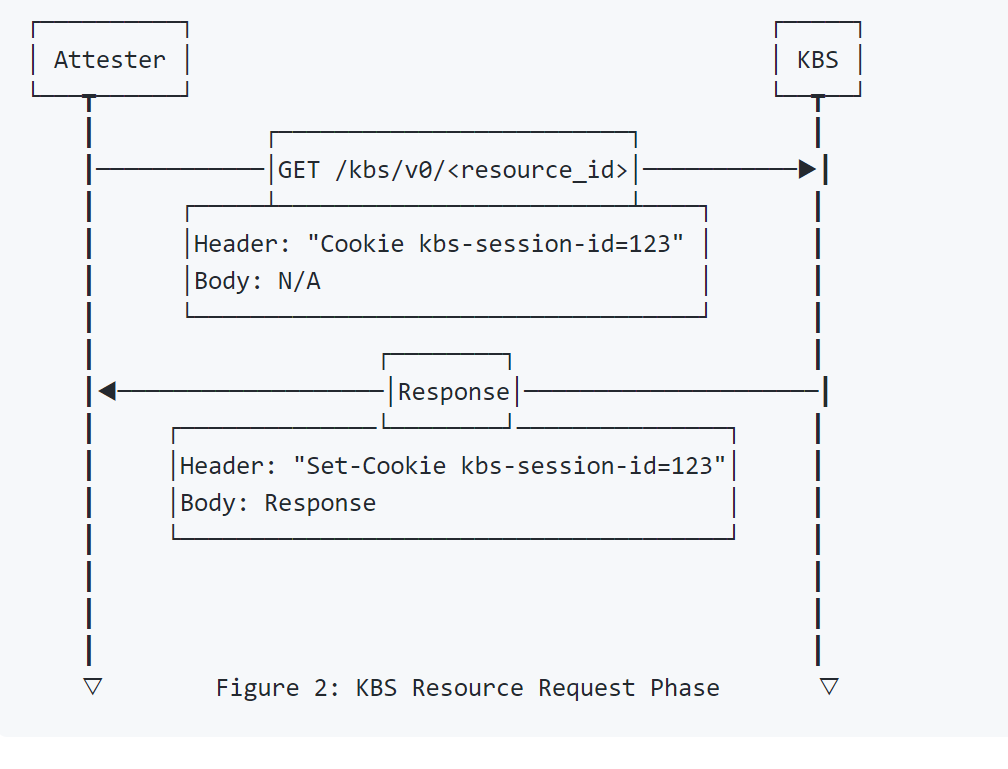 Attester KBS
GET /kbs/v0/<resource_id>
Header: "Cookie kbs-session-id=123"
Body: N/A
Response
Header: "Set-Cookie kbs-session-id=123"
Body: Response
Figure 2: KBS Resource Request Phase